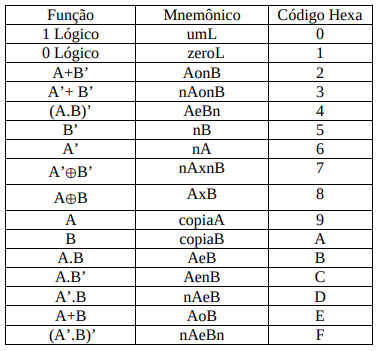 Função Mnemônico Código Hexa
1 Lógico umL 0
0 Lógico zeroL 1
A+B’ AonB 2
A’+ B’ nAonB 3
(A.B)’ AeBn 4
B’ nB 5
A’ nA 6
A’⊕B’ nAxnB 7
A⊕B AxB 8
A copiaA 9
B copiaB A
A.B AeB B
A.B’ AenB C
A’.B nAeB D
A+B AoB E
(A’.B)’ nAeBn F